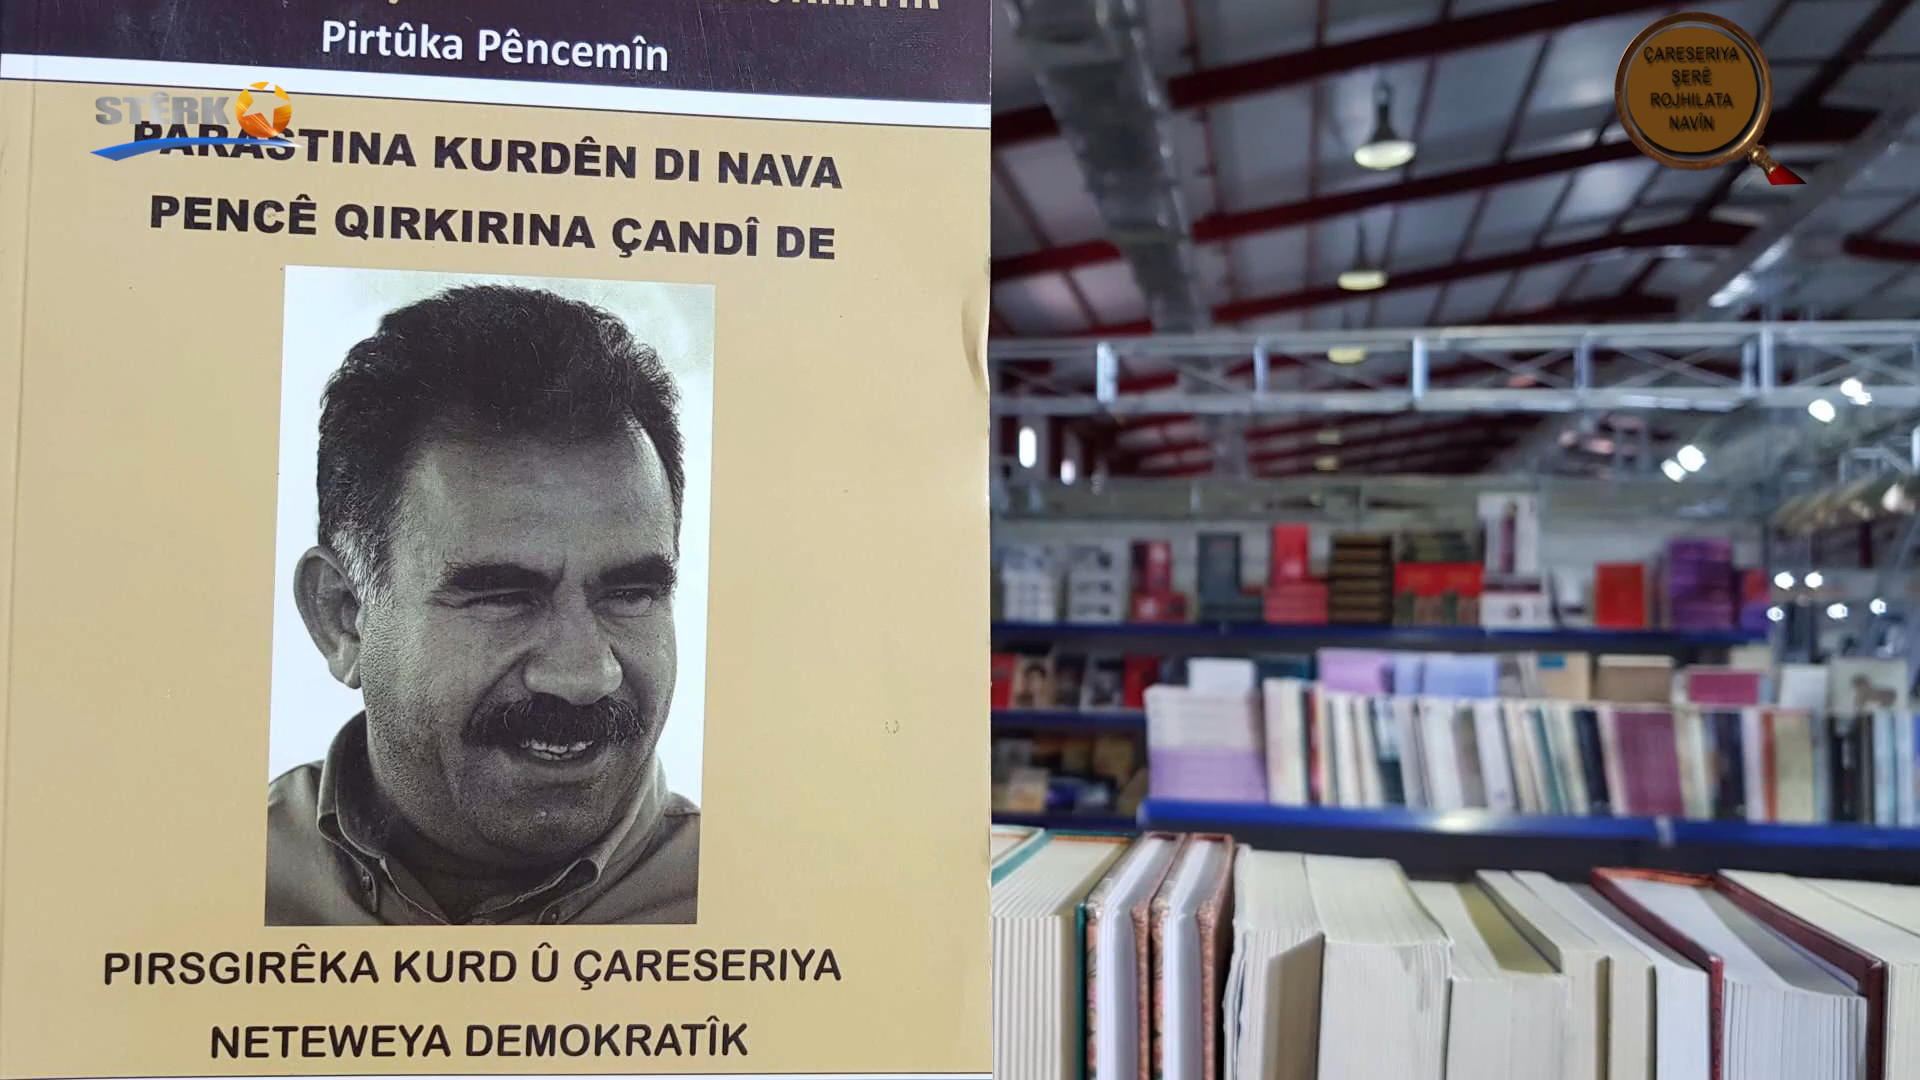 Pirtûka Pêncemîn
STÊRK
PARASTINA KURDÊN DI NAVA
PENCÊ QIRKIRINA ÇANDÎ DE
PIRSGIRÊKA KURD Û ÇARESERIYA
NETEWEYA DEMOKRATÎK
ÇARESERIYA
ŞERÊ
ROJHILATA
NAVÎN